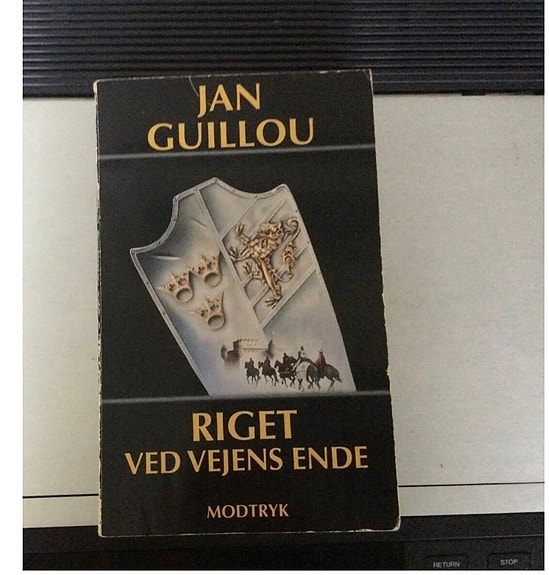 JAN
GUILLOU
RIGET
VED VEJENS ENDE
MODTRYK
RETURN
STOP